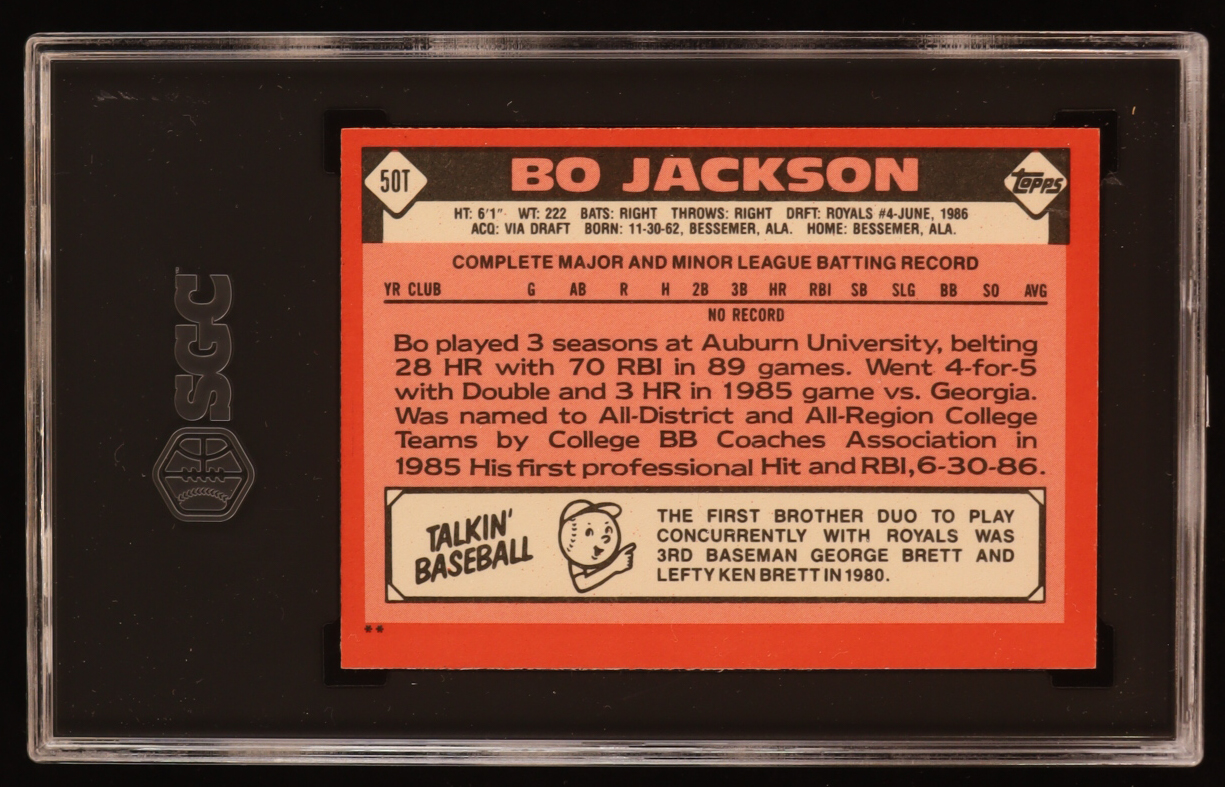 SGC
50T
BO JACKSON
Topps
HT: 6'1" WT: 222 BATS: RIGHT THROWS: RIGHT DRFT: ROYALS #4-JUNE, 1986
ACQ: VIA DRAFT BORN: 11-30-62, BESSEMER, ALA. HOME: BESSEMER, ALA.
COMPLETE MAJOR AND MINOR LEAGUE BATTING RECORD
YR CLUB G AB R H 2B 3B HR RBI SB SLG BB SO AVG
NO RECORD
Bo played 3 seasons at Auburn University, belting
28 HR with 70 RBI in 89 games. Went 4-for-5
with Double and 3 HR in 1985 game vs. Georgia.
Was named to All-District and All-Region College
Teams by College BB Coaches Association in
1985 His first professional Hit and RBI, 6-30-86.
TALKIN'
BASEBALL
THE FIRST BROTHER DUO TO PLAY
CONCURRENTLY WITH ROYALS WAS
3RD BASEMAN GEORGE BRETT AND
LEFTY KEN BRETT IN 1980.
**